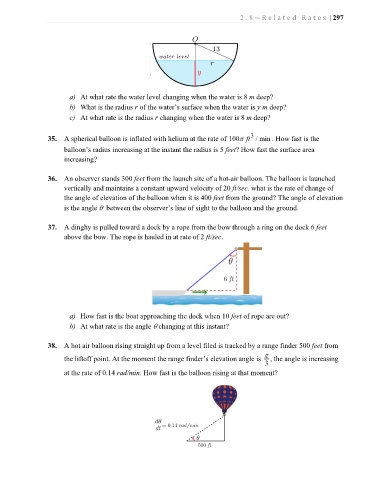 2.8 – Related Rates | 297
O
13
water level
r
y
a) At what rate the water level changing when the water is 8 m deep?
b) What is the radius r of the water’s surface when the water is y m deep?
c) At what rate is the radius r changing when the water is 8 m deep?
35. A spherical balloon is inflated with helium at the rate of 100π ft³ / min . How fast is the
balloon’s radius increasing at the instant the radius is 5 feet? How fast the surface area
increasing?
36. An observer stands 300 feet from the launch site of a hot-air balloon. The balloon is launched
vertically and maintains a constant upward velocity of 20 ft/sec. what is the rate of change of
the angle of elevation of the balloon when it is 400 feet from the ground? The angle of elevation
is the angle θ between the observer’s line of sight to the balloon and the ground.
37. A dinghy is pulled toward a dock by a rope from the bow through a ring on the dock 6 feet
above the bow. The rope is hauled in at rate of 2 ft/sec.
θ
6 ft
a) How fast is the boat approaching the dock when 10 feet of rope are out?
b) At what rate is the angle θ changing at this instant?
38. A hot air balloon rising straight up from a level filed is tracked by a range finder 500 feet from
the liftoff point. At the moment the range finder’s elevation angle is π/3, the angle is increasing
at the rate of 0.14 rad/min. How fast is the balloon rising at that moment?
dθ/dt = 0.14 rad/min
θ
500 ft